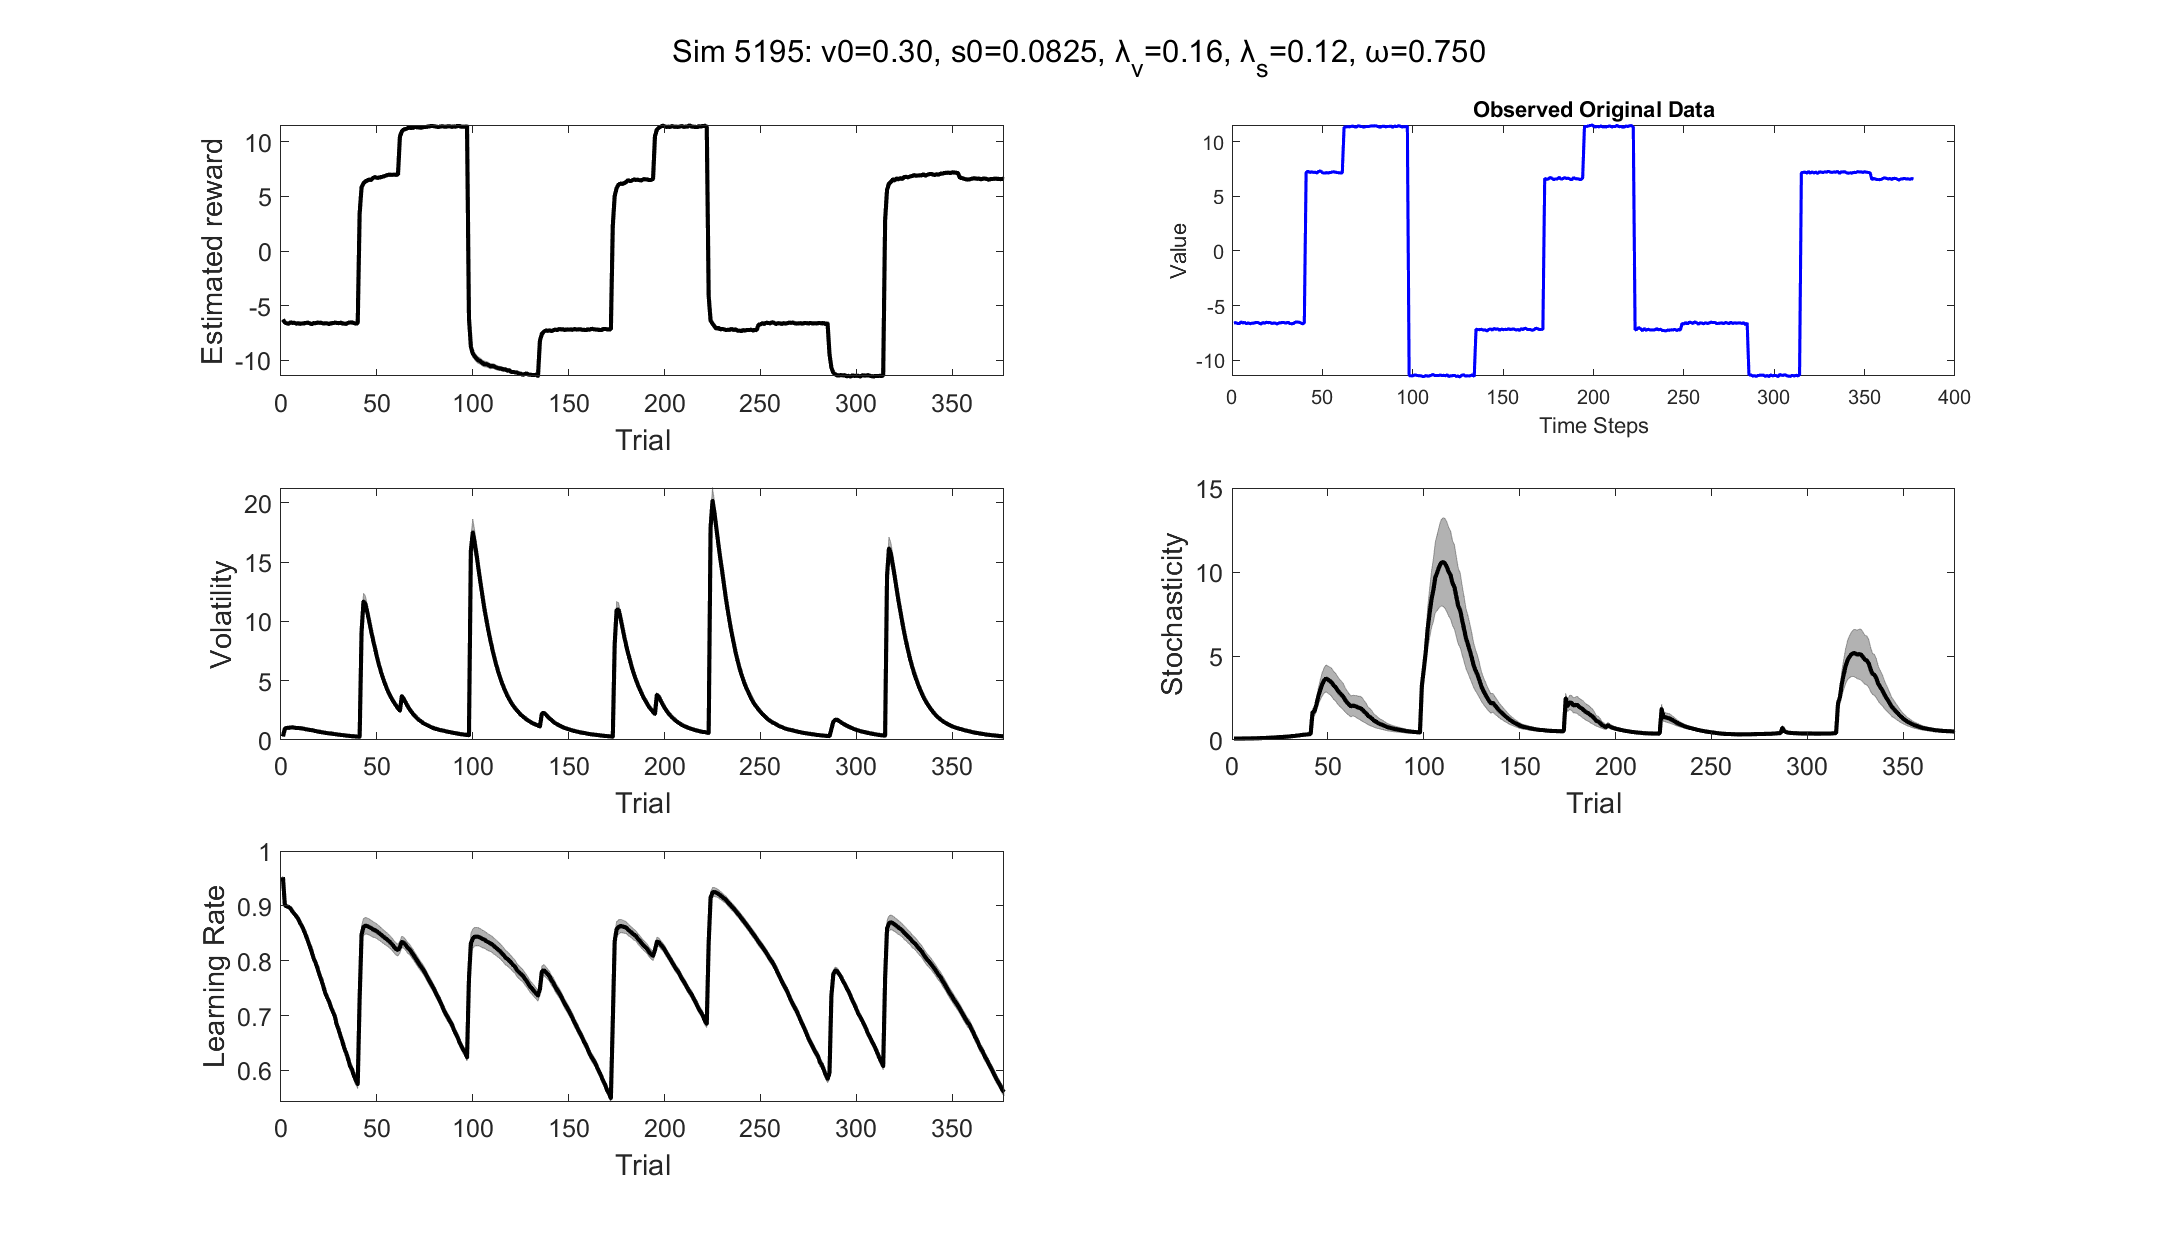 Sim 5195: v0=0.30, s0=0.0825, λv=0.16, λs=0.12, ω=0.750
Estimated reward
10
5
0
-5
-10
0 50 100 150 200 250 300 350
Trial
Observed Original Data
Value
10
5
0
-5
-10
0 50 100 150 200 250 300 350 400
Time Steps
Volatility
20
15
10
5
0
0 50 100 150 200 250 300 350
Trial
Stochasticity
15
10
5
0
0 50 100 150 200 250 300 350
Trial
Learning Rate
1
0.9
0.8
0.7
0.6
0 50 100 150 200 250 300 350
Trial